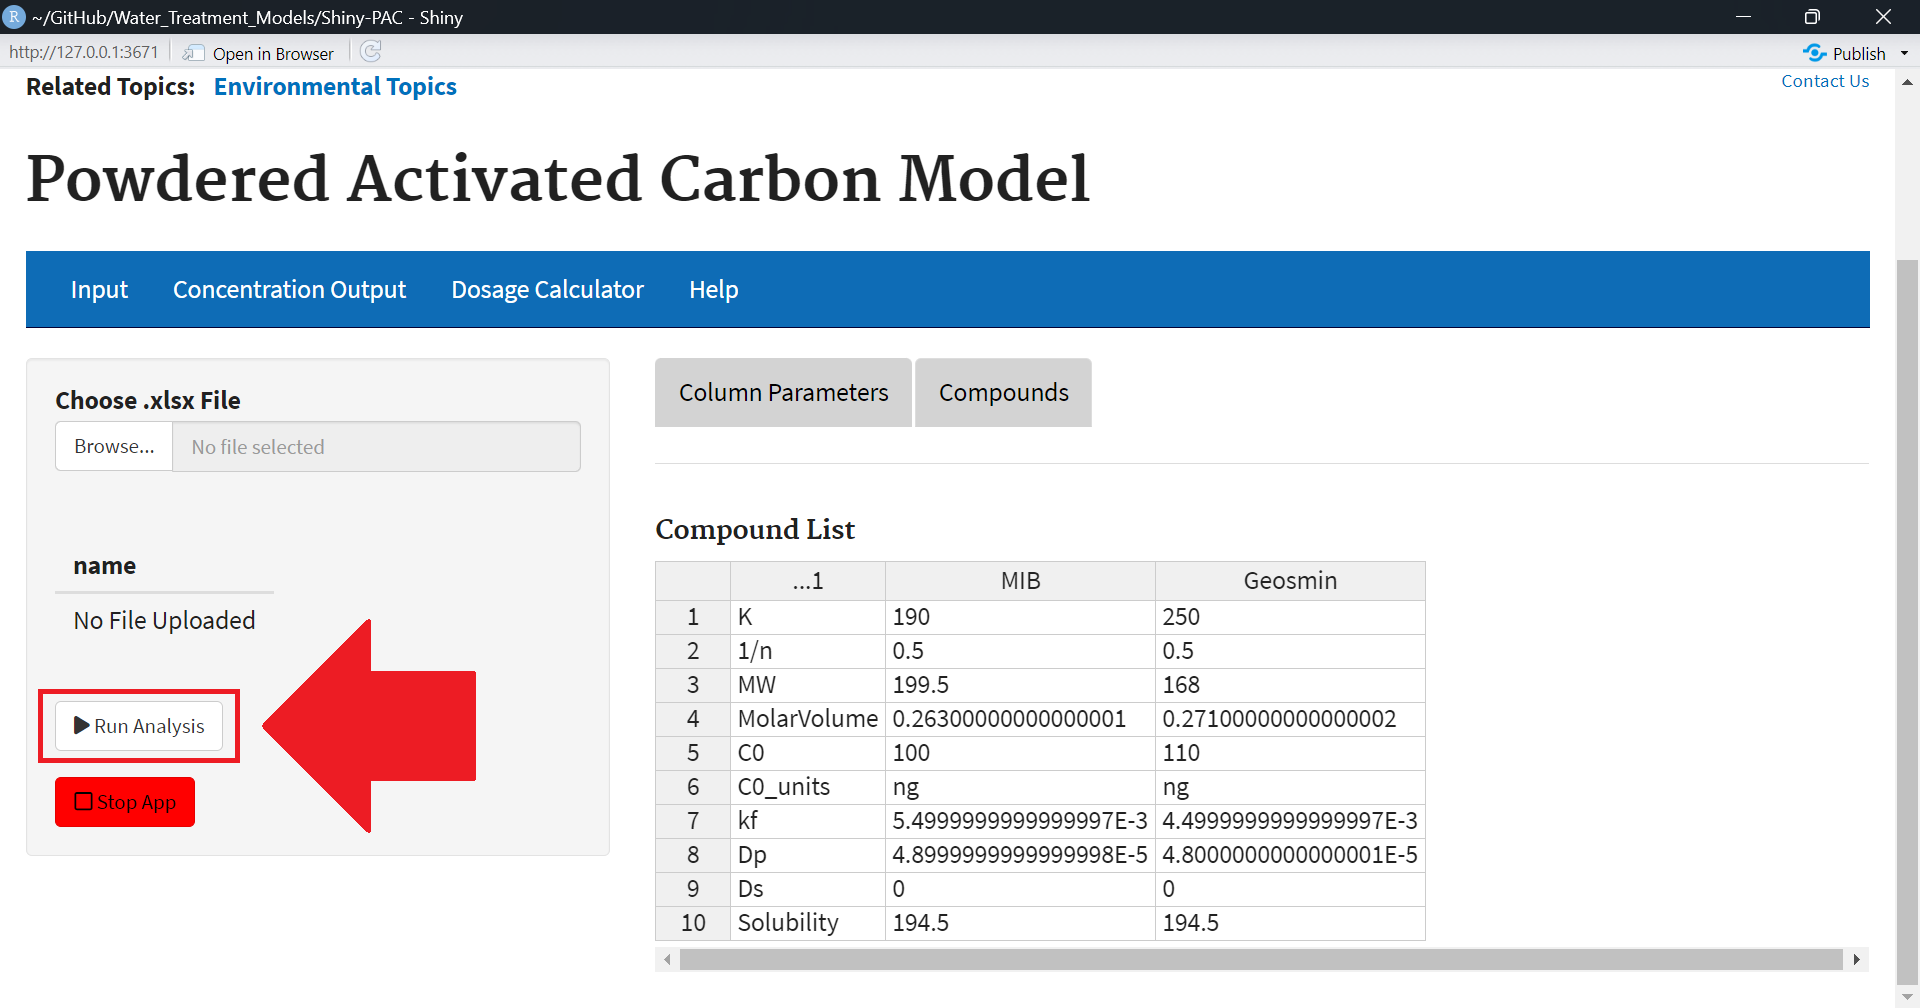 R ~/GitHub/Water_Treatment_Models/Shiny-PAC - Shiny
http://127.0.0.1:3671 Open in Browser Publish
Related Topics: Environmental Topics Contact Us
Powdered Activated Carbon Model
Input Concentration Output Dosage Calculator Help
Choose .xlsx File
Browse... No file selected
name
No File Uploaded
Run Analysis
Stop App
Column Parameters Compounds
Compound List
...1 MIB Geosmin
1 K 190 250
2 1/n 0.5 0.5
3 MW 199.5 168
4 MolarVolume 0.26300000000000001 0.27100000000000002
5 C0 100 110
6 C0_units ng ng
7 kf 5.4999999999999997E-3 4.4999999999999997E-3
8 Dp 4.8999999999999998E-5 4.8000000000000001E-5
9 Ds 0 0
10 Solubility 194.5 194.5